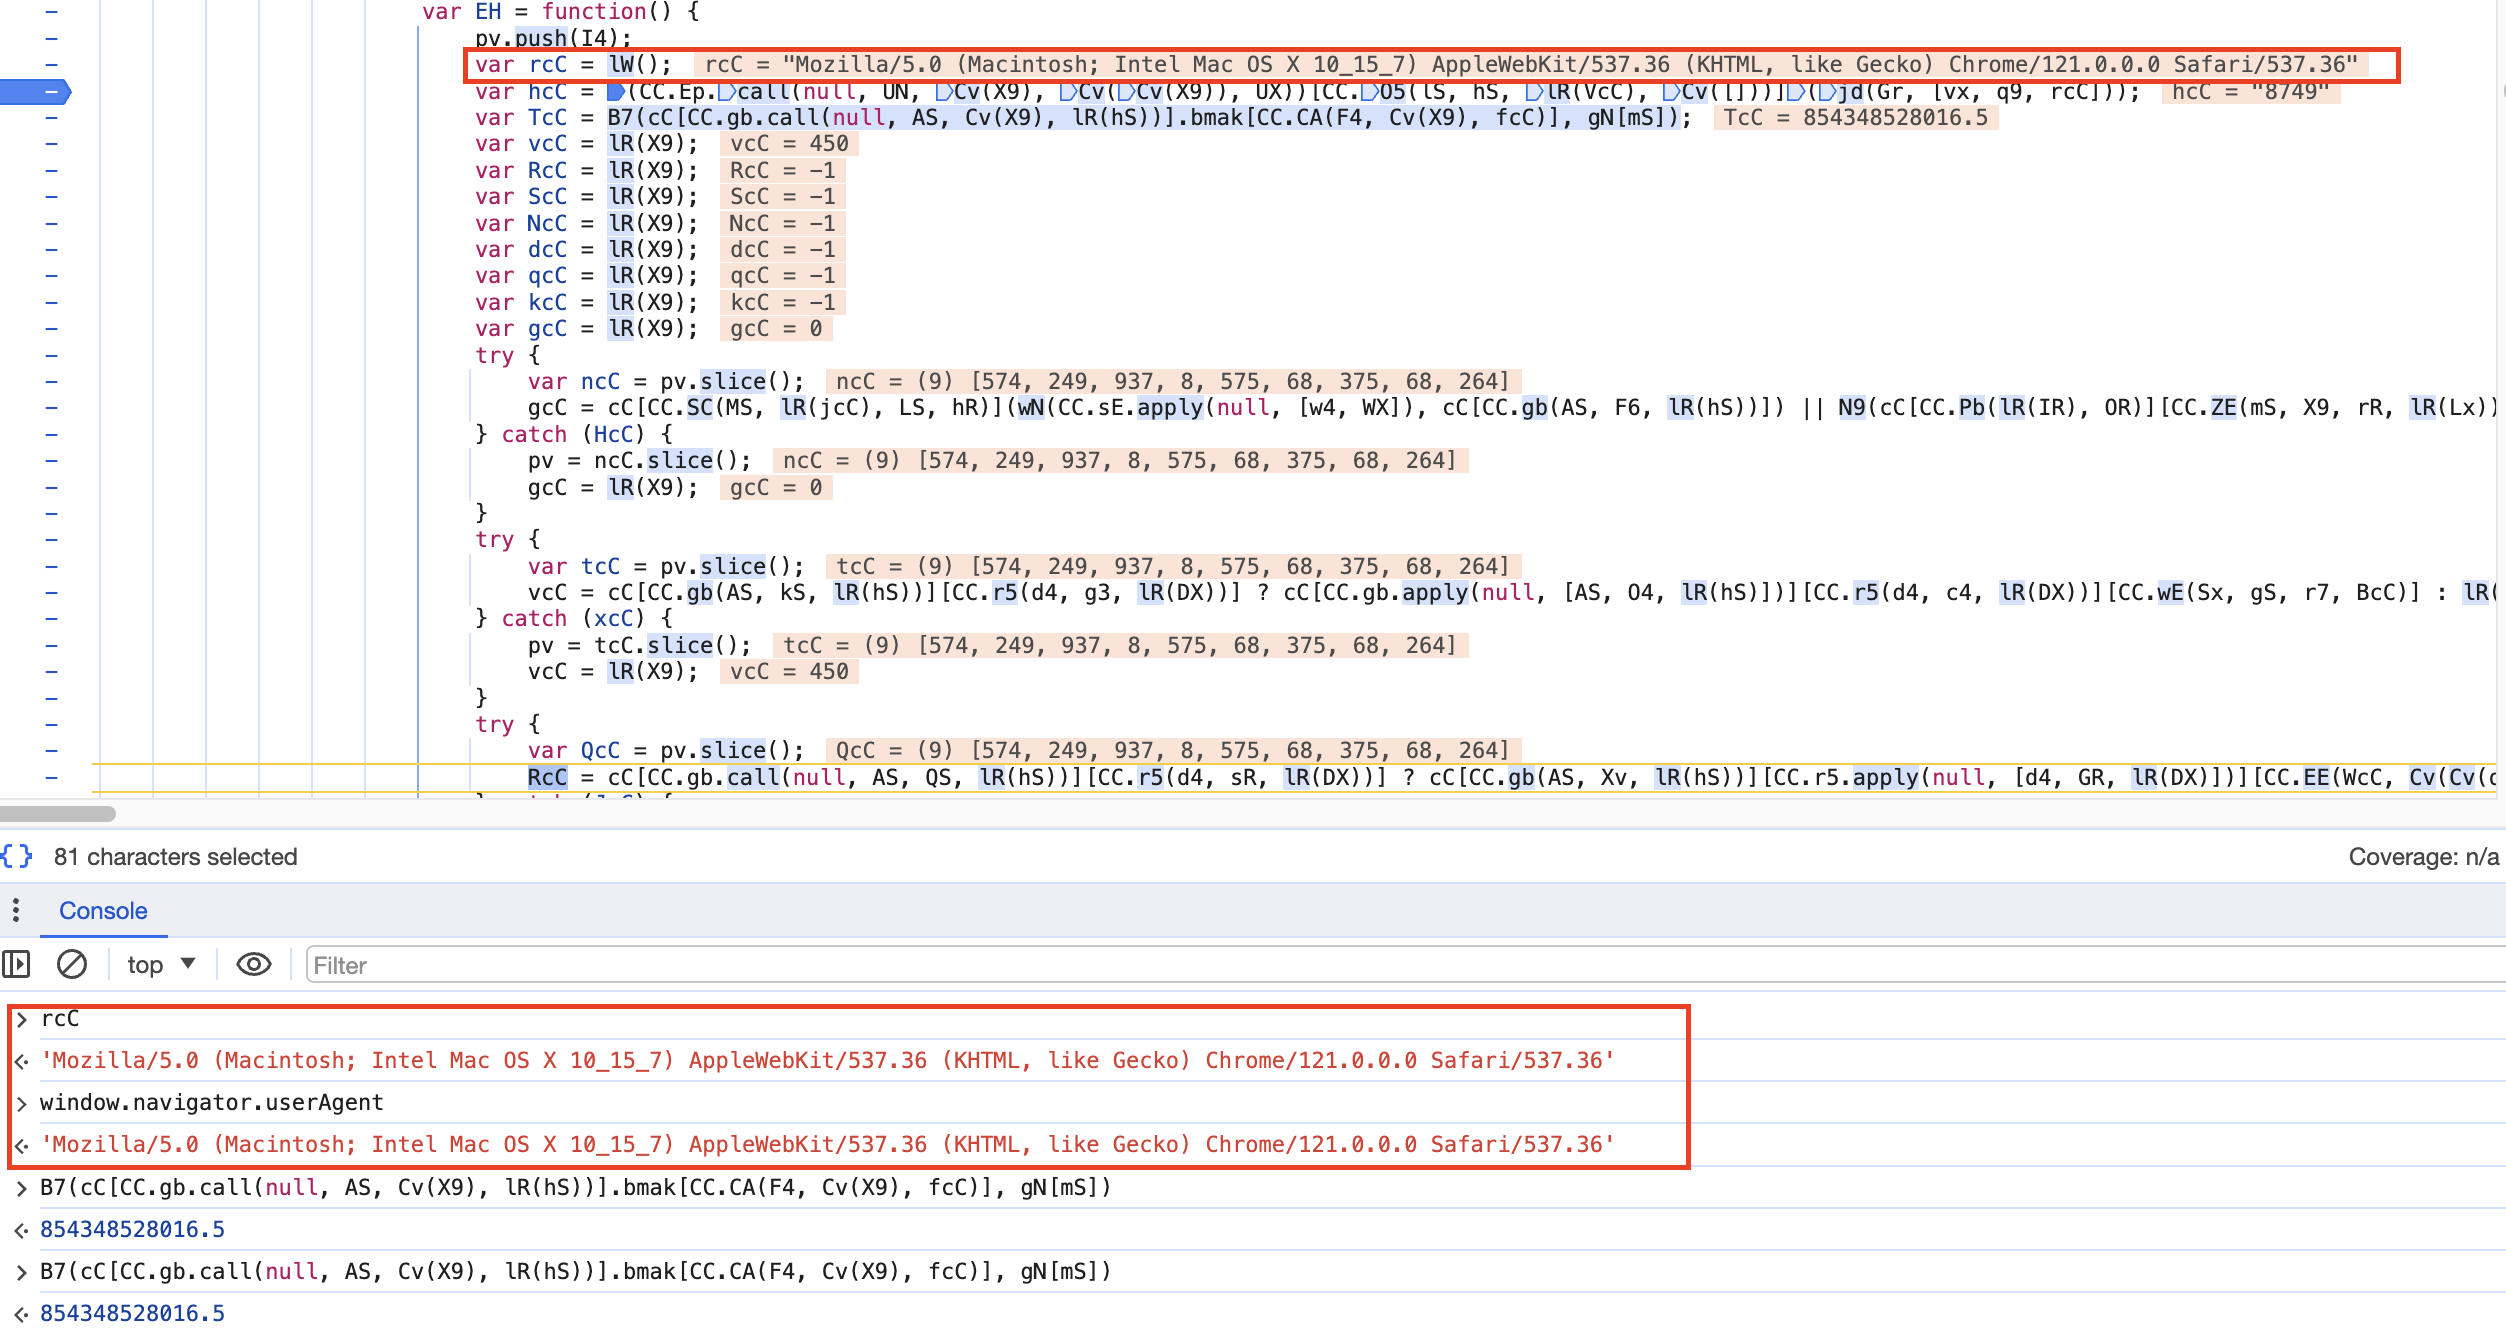 var EH = function() {
pv.push(I4);
var rcC = lW(); rcC = "Mozilla/5.0 (Macintosh; Intel Mac OS X 10_15_7) AppleWebKit/537.36 (KHTML, like Gecko) Chrome/121.0.0.0 Safari/537.36"
var hcC = (CC.Ep.call(null, UN, Cv(X9), Cv(Cv(X9)), UX))[CC.O5(lS, hS, lR(VcC), Cv([]))](jd(Gr, [vx, q9, rcC])); hcC = "8749"
var TcC = B7(cC[CC.gb.call(null, AS, Cv(X9), lR(hS))].bmak[CC.CA(F4, Cv(X9), fcC)], gN[mS]); TcC = 854348528016.5
var vcC = lR(X9); vcC = 450
var RcC = lR(X9); RcC = -1
var ScC = lR(X9); ScC = -1
var NcC = lR(X9); NcC = -1
var dcC = lR(X9); dcC = -1
var qcC = lR(X9); qcC = -1
var kcC = lR(X9); kcC = -1
var gcC = lR(X9); gcC = 0
try {
var ncC = pv.slice(); ncC = (9) [574, 249, 937, 8, 575, 68, 375, 68, 264]
gcC = cC[CC.SC(MS, lR(jcC), LS, hR)](wN(CC.sE.apply(null, [w4, WX]), cC[CC.gb(AS, F6, lR(hS))]) || N9(cC[CC.Pb(lR(IR), OR)][CC.ZE(mS, X9, rR, lR(Lx))
} catch (HcC) {
pv = ncC.slice(); ncC = (9) [574, 249, 937, 8, 575, 68, 375, 68, 264]
gcC = lR(X9); gcC = 0
}
try {
var tcC = pv.slice(); tcC = (9) [574, 249, 937, 8, 575, 68, 375, 68, 264]
vcC = cC[CC.gb(AS, kS, lR(hS))][CC.r5(d4, g3, lR(DX))] ? cC[CC.gb.apply(null, [AS, O4, lR(hS)])][CC.r5(d4, c4, lR(DX))][CC.wE(Sx, gS, r7, BcC)] : lR(
} catch (xcC) {
pv = tcC.slice(); tcC = (9) [574, 249, 937, 8, 575, 68, 375, 68, 264]
vcC = lR(X9); vcC = 450
}
try {
var QcC = pv.slice(); QcC = (9) [574, 249, 937, 8, 575, 68, 375, 68, 264]
RcC = cC[CC.gb.call(null, AS, QS, lR(hS))][CC.r5(d4, sR, lR(DX))] ? cC[CC.gb(AS, Xv, lR(hS))][CC.r5.apply(null, [d4, GR, lR(DX)])][CC.EE(WcC, Cv(Cv(
{} 81 characters selected Coverage: n/a
Console
top Filter
> rcC
'Mozilla/5.0 (Macintosh; Intel Mac OS X 10_15_7) AppleWebKit/537.36 (KHTML, like Gecko) Chrome/121.0.0.0 Safari/537.36'
> window.navigator.userAgent
'Mozilla/5.0 (Macintosh; Intel Mac OS X 10_15_7) AppleWebKit/537.36 (KHTML, like Gecko) Chrome/121.0.0.0 Safari/537.36'
> B7(cC[CC.gb.call(null, AS, Cv(X9), lR(hS))].bmak[CC.CA(F4, Cv(X9), fcC)], gN[mS])
854348528016.5
> B7(cC[CC.gb.call(null, AS, Cv(X9), lR(hS))].bmak[CC.CA(F4, Cv(X9), fcC)], gN[mS])
854348528016.5